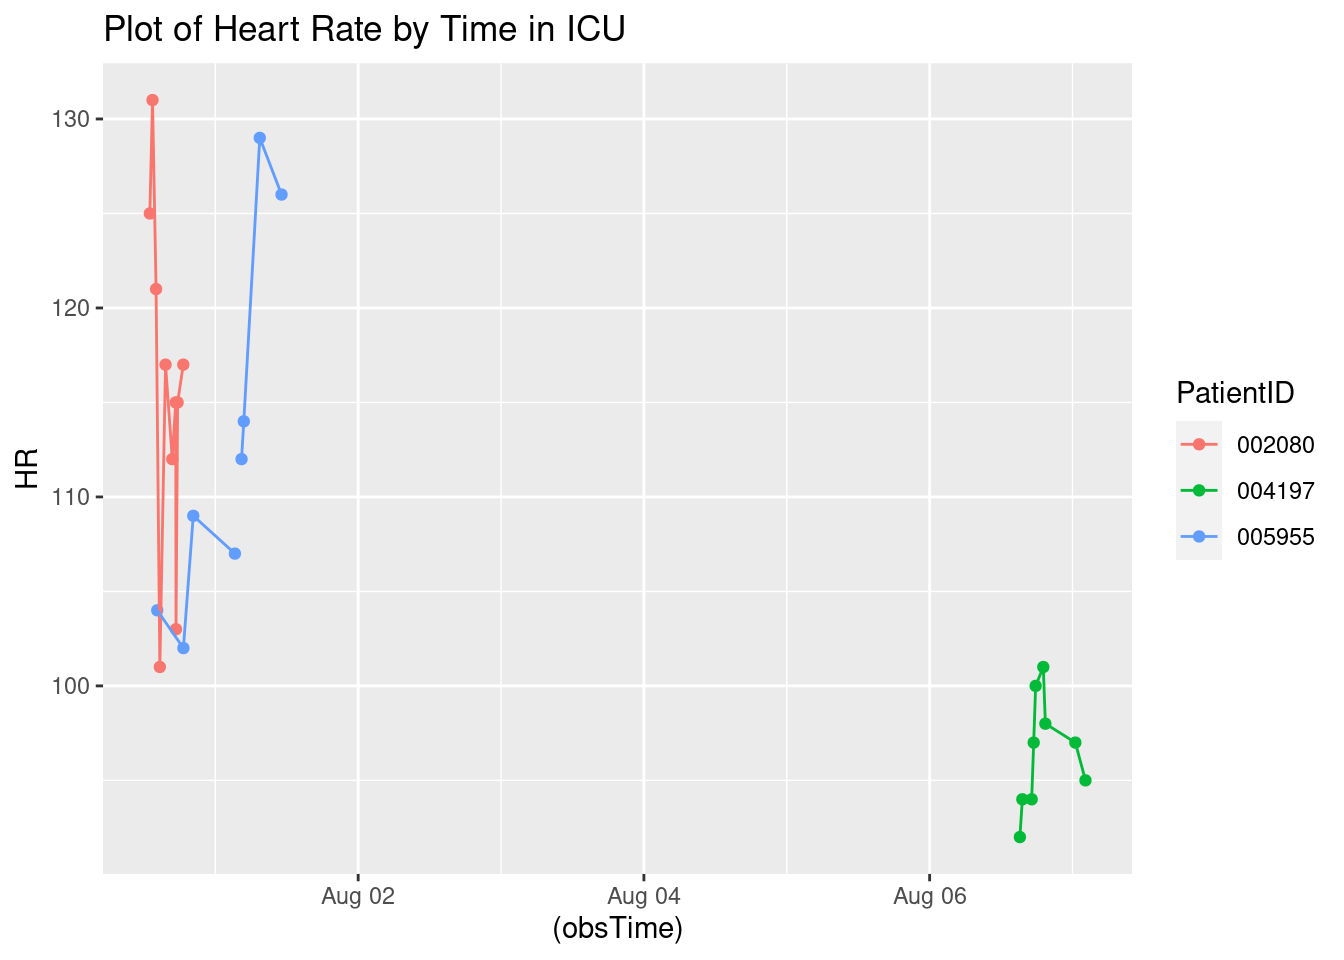 Plot of Heart Rate by Time in ICU
130
120
110
100
HR
Aug 02
Aug 04
Aug 06
(obsTime)
PatientID
002080
004197
005955